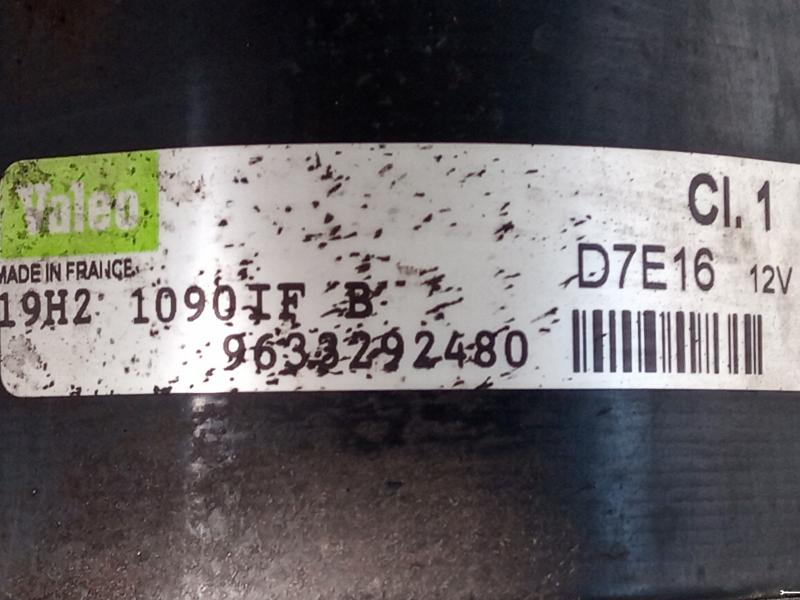 Valeo
Cl. 1
MADE IN FRANCE
D7E16 12V
19H2 1090IF B
9633292480